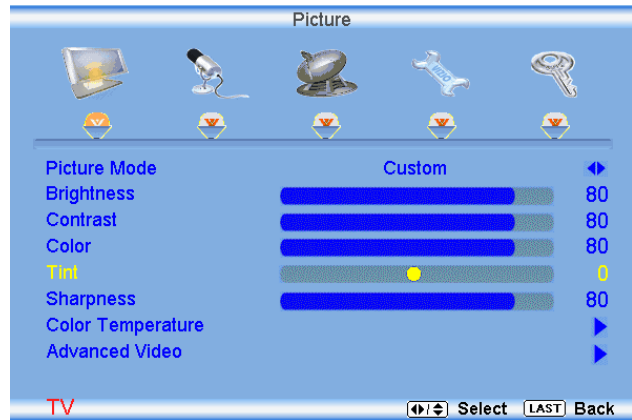 Picture
Picture Mode Custom
Brightness 80
Contrast 80
Color 80
Tint 0
Sharpness 80
Color Temperature
Advanced Video
TV Select LAST Back